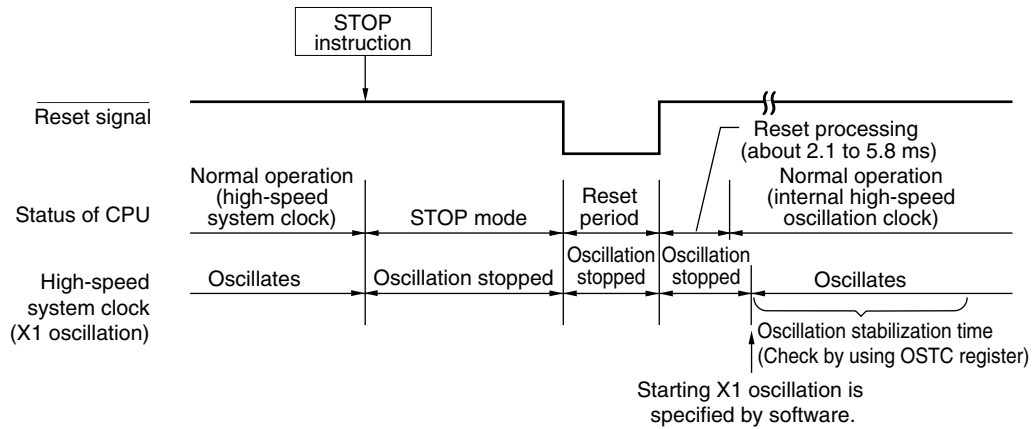 STOP
instruction
Reset signal
Reset processing
(about 2.1 to 5.8 ms)
Status of CPU
Normal operation
(high-speed
system clock)
STOP mode
Reset
period
Normal operation
(internal high-speed
oscillation clock)
High-speed
system clock
(X1 oscillation)
Oscillates
Oscillation stopped
Oscillation
stopped
Oscillation
stopped
Oscillates
Oscillation stabilization time
(Check by using OSTC register)
Starting X1 oscillation is
specified by software.